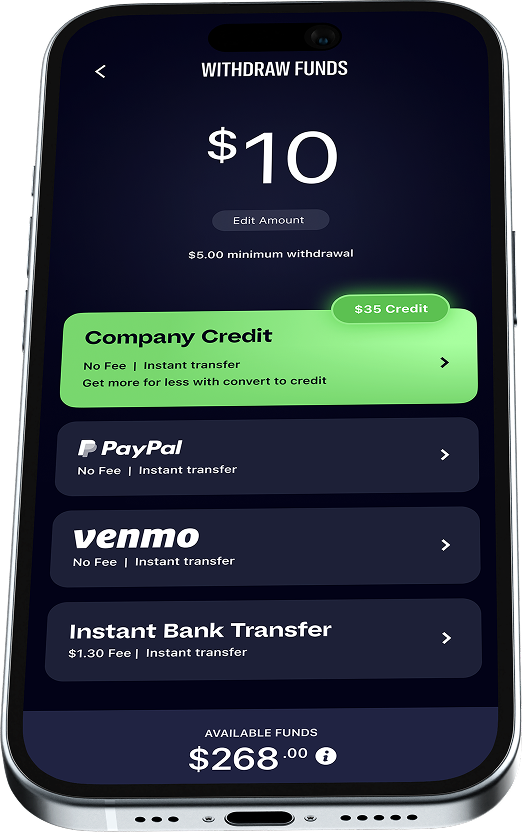 WITHDRAW FUNDS
$10
Edit Amount
$5.00 minimum withdrawal
$35 Credit
Company Credit
No Fee | Instant transfer
Get more for less with convert to credit
PayPal
No Fee | Instant transfer
venmo
No Fee | Instant transfer
Instant Bank Transfer
$1.30 Fee | Instant transfer
AVAILABLE FUNDS
$268.00